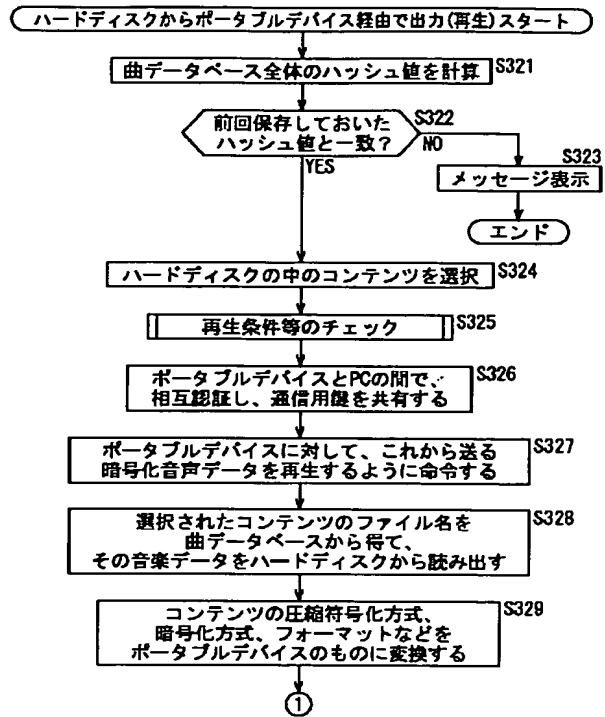 ハードディスクからポータブルデバイス経由で出力(再生)スタート
曲データベース全体のハッシュ値を計算
S321
前回保存しておいた
ハッシュ値と一致?
S322
NO
YES
S323
メッセージ表示
エンド
ハードディスクの中のコンテンツを選択
S324
再生条件等のチェック
S325
ポータブルデバイスとPCの間で、
相互認証し、通信用鍵を共有する
S326
ポータブルデバイスに対して、これから送る
暗号化音声データを再生するように命令する
S327
選択されたコンテンツのファイル名を
曲データベースから得て、
その音楽データをハードディスクから読み出す
S328
コンテンツの圧縮符号化方式、
暗号化方式、フォーマットなどを
ポータブルデバイスのものに変換する
S329
1